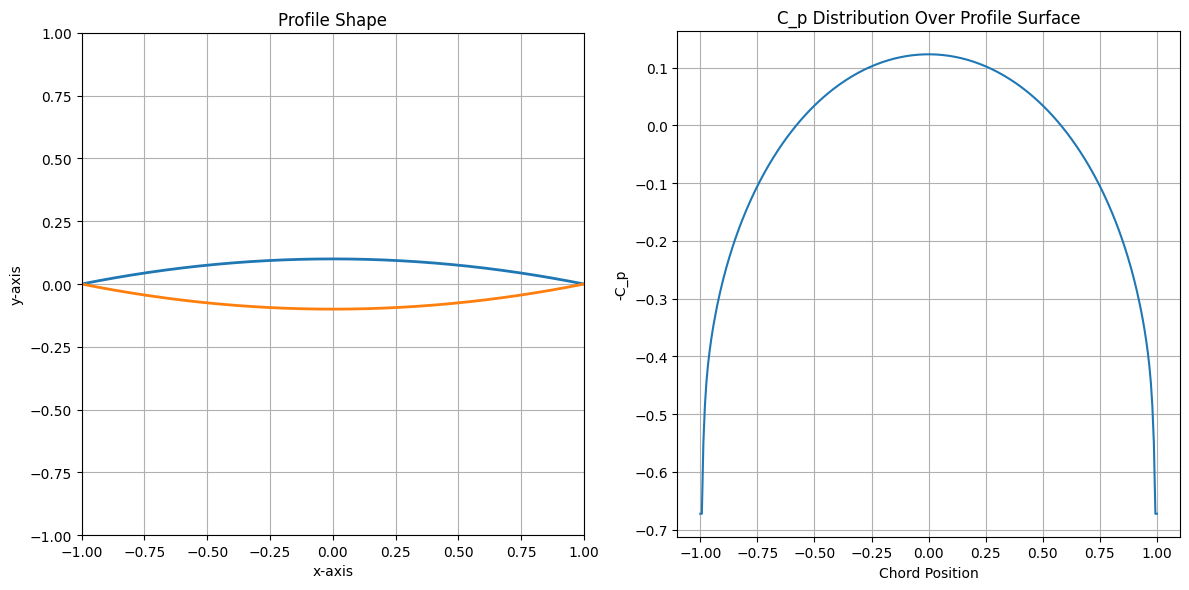 Profile Shape
1.00
0.75
0.50
0.25
0.00
−0.25
−0.50
−0.75
−1.00
y-axis
−1.00 −0.75 −0.50 −0.25 0.00 0.25 0.50 0.75 1.00
x-axis
C_p Distribution Over Profile Surface
0.1
0.0
−0.1
−0.2
−0.3
−0.4
−0.5
−0.6
−0.7
-C_p
−1.00 −0.75 −0.50 −0.25 0.00 0.25 0.50 0.75 1.00
Chord Position